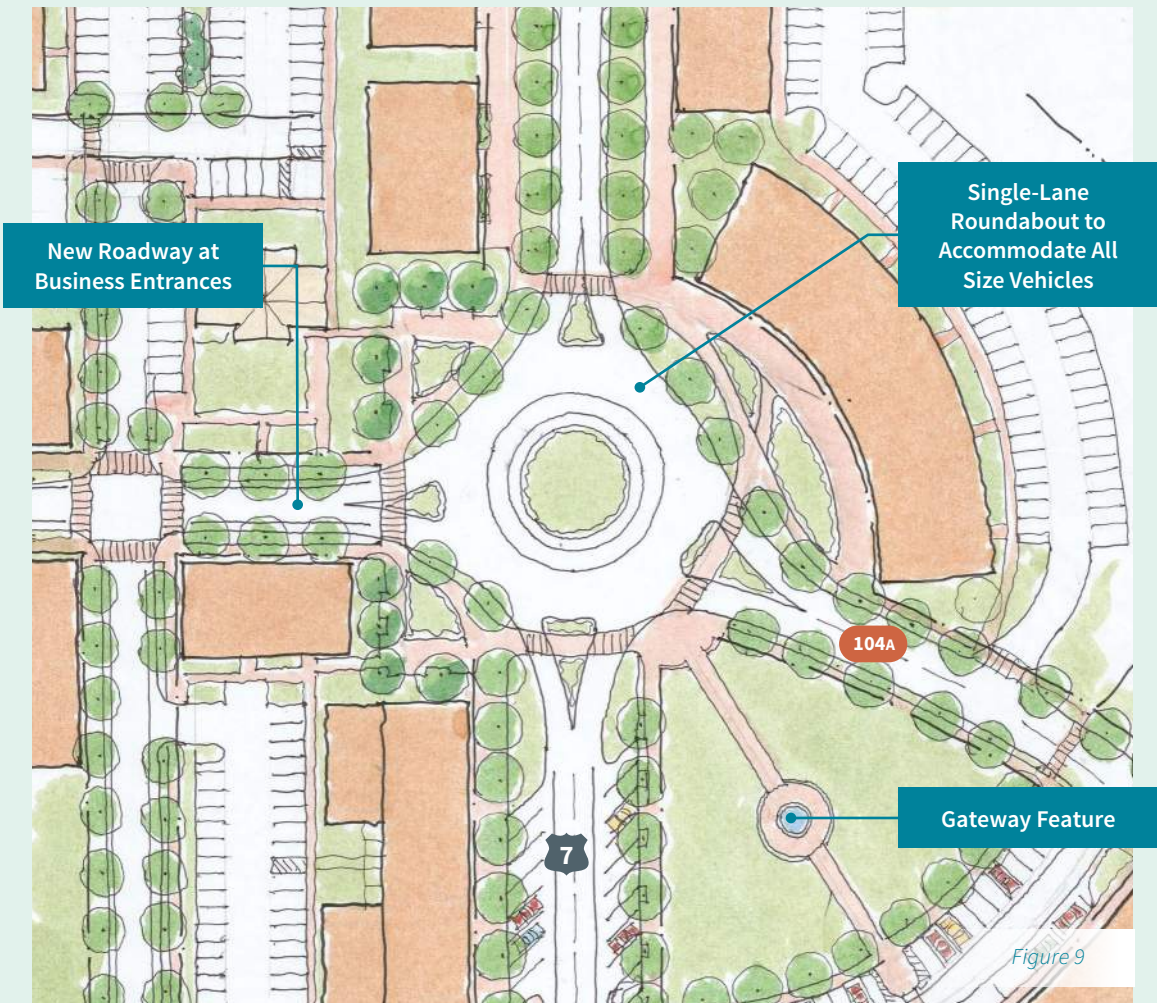 Single-Lane
Roundabout to
Accommodate All
Size Vehicles
New Roadway at
Business Entrances
104A
Gateway Feature
7
Figure 9